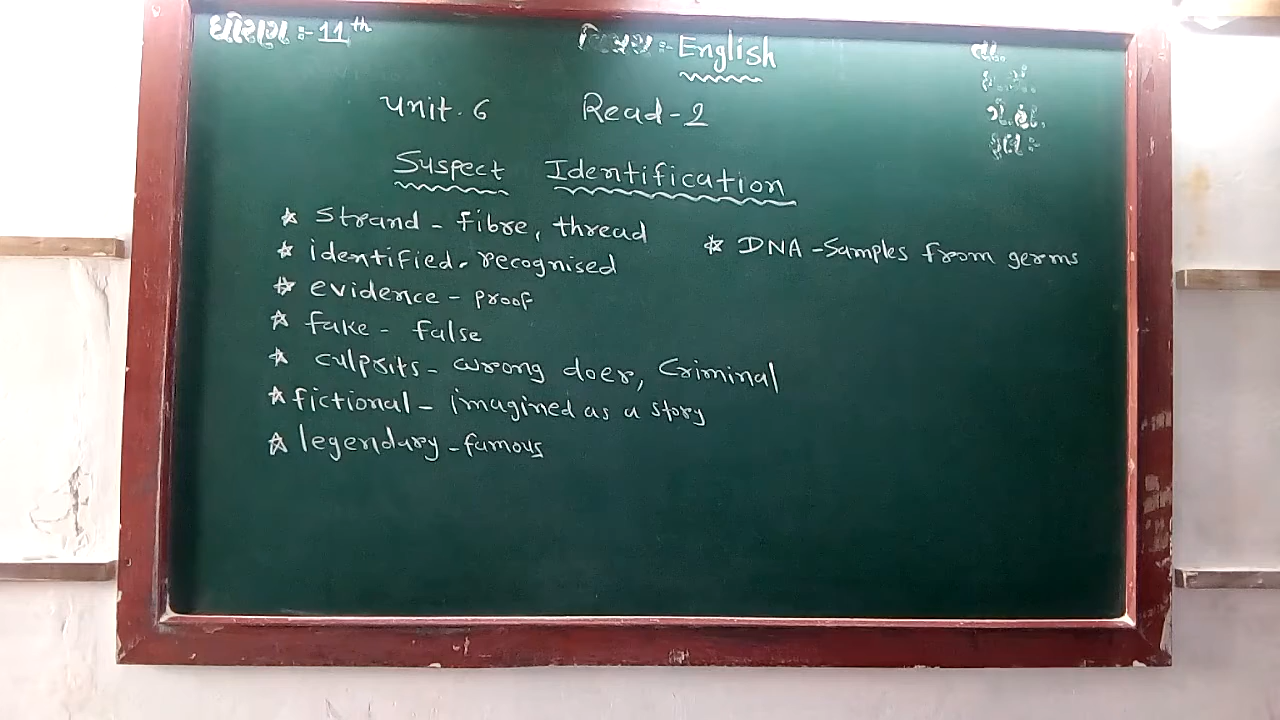 ધોરણ :- 11th
વિષય :- English
તા.
ગે.હા.
કુલ :-
Unit. 6 Read - 2
Suspect Identification
☆ strand - fibre, thread
☆ identified - recognised
☆ evidence - proof
☆ fake - false
☆ culprits - wrong doer, Criminal
☆ fictional - imagined as a story
☆ legendary - famous
☆ DNA - Samples from germs